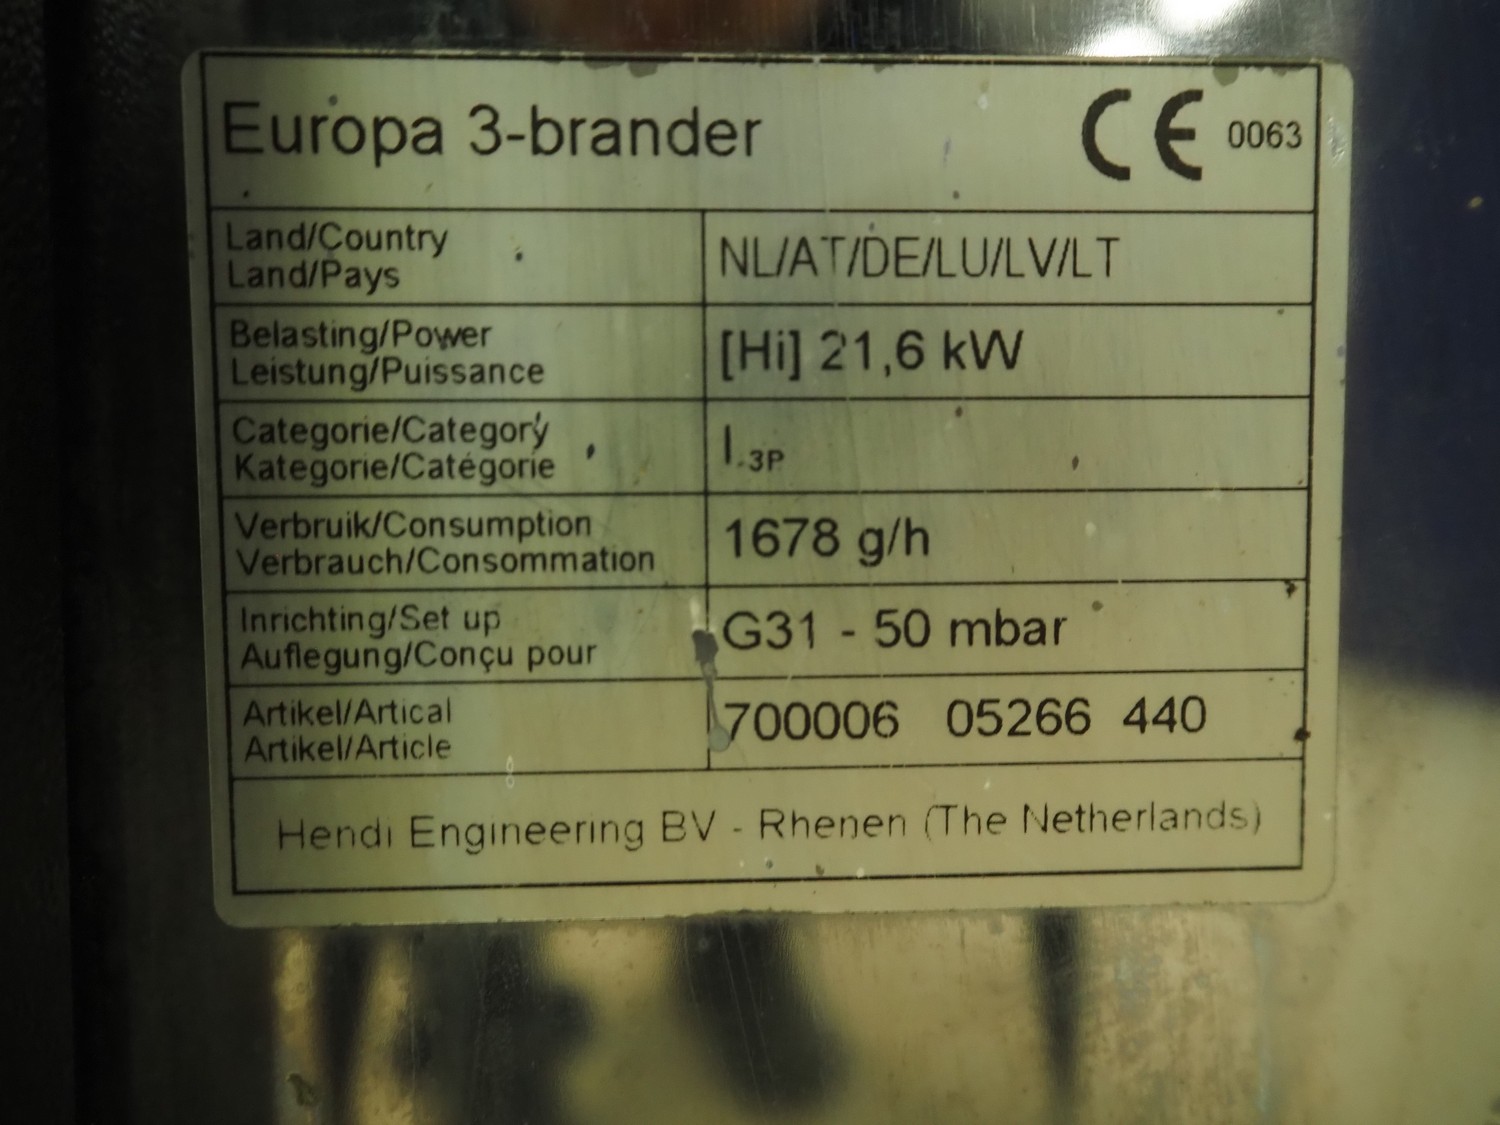 Europa 3-brander CE 0063
Land/Country
Land/Pays
NL/AT/DE/LU/LV/LT
Belasting/Power
Leistung/Puissance
[Hi] 21,6 kW
Categorie/Category
Kategorie/Catégorie
I 3P
Verbruik/Consumption
Verbrauch/Consommation
1678 g/h
Inrichting/Set up
Auflegung/Conçu pour
G31 - 50 mbar
Artikel/Artical
Artikel/Article
700006 05266 440
Hendi Engineering BV - Rhenen (The Netherlands)